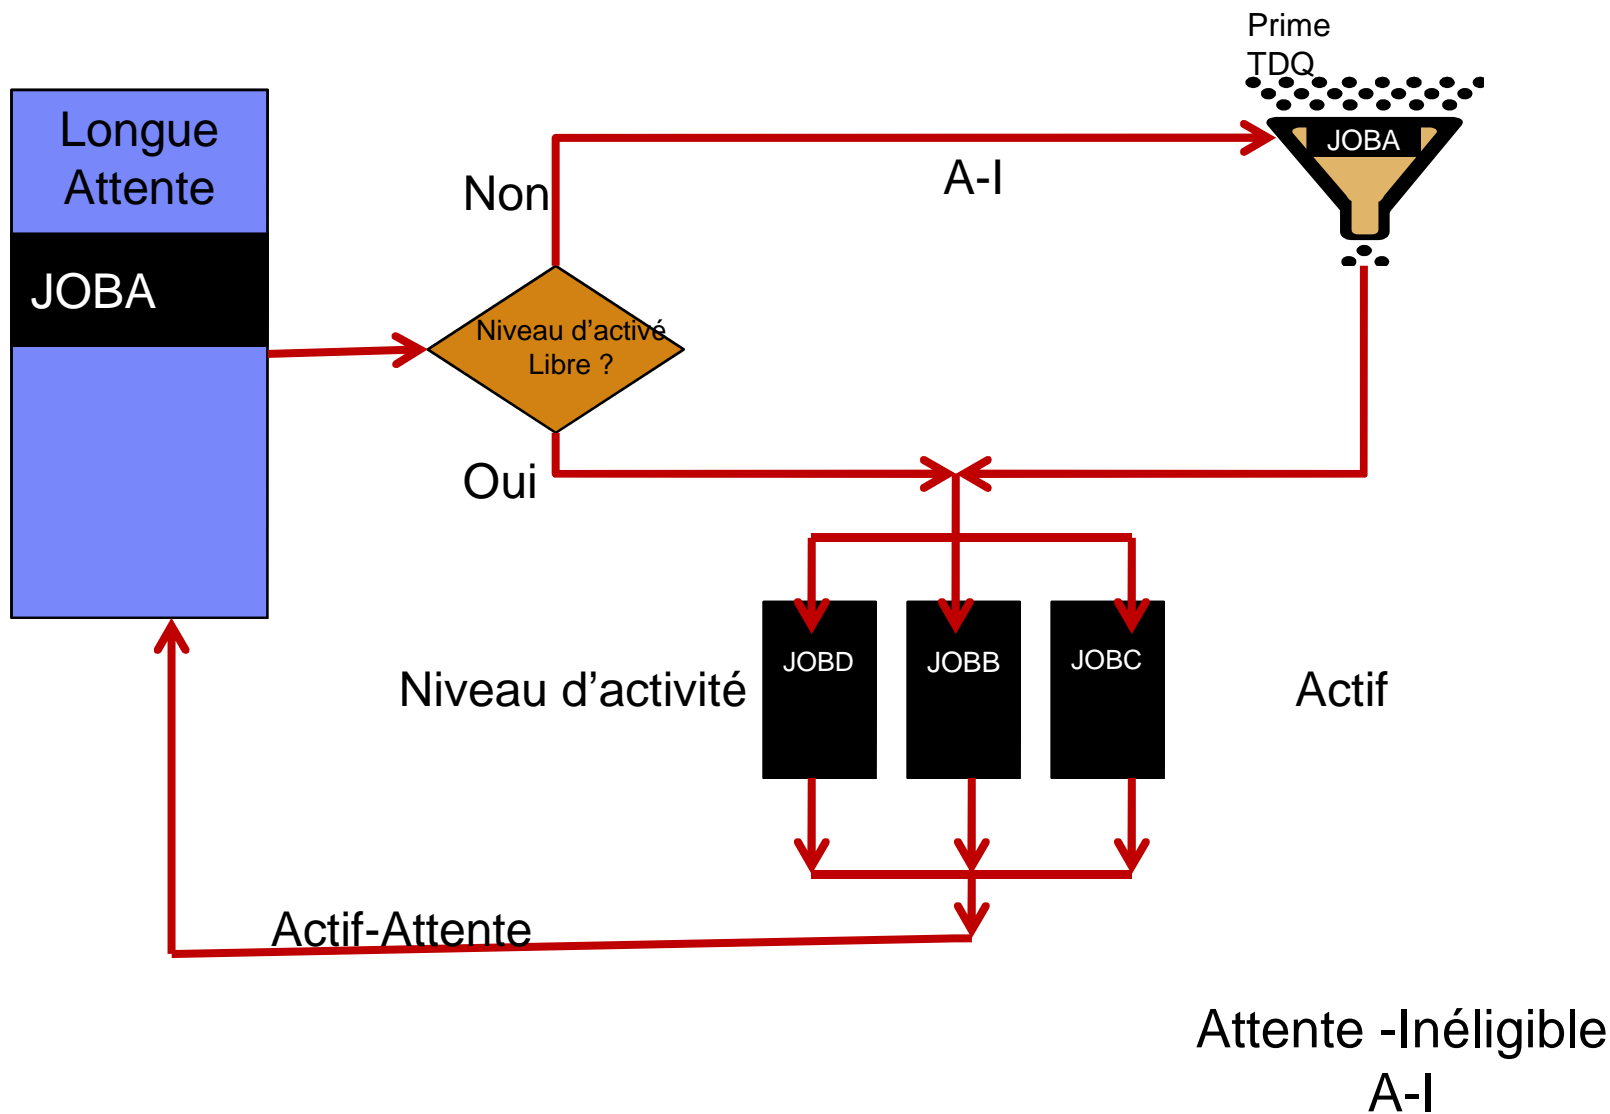 Prime
TDQ
Longue
Attente
JOBA
JOBA
Non
A-I
Niveau d'activé
Libre ?
Oui
JOBD
JOBB
JOBC
Niveau d'activité
Actif
Actif-Attente
Attente -Inéligible
A-I